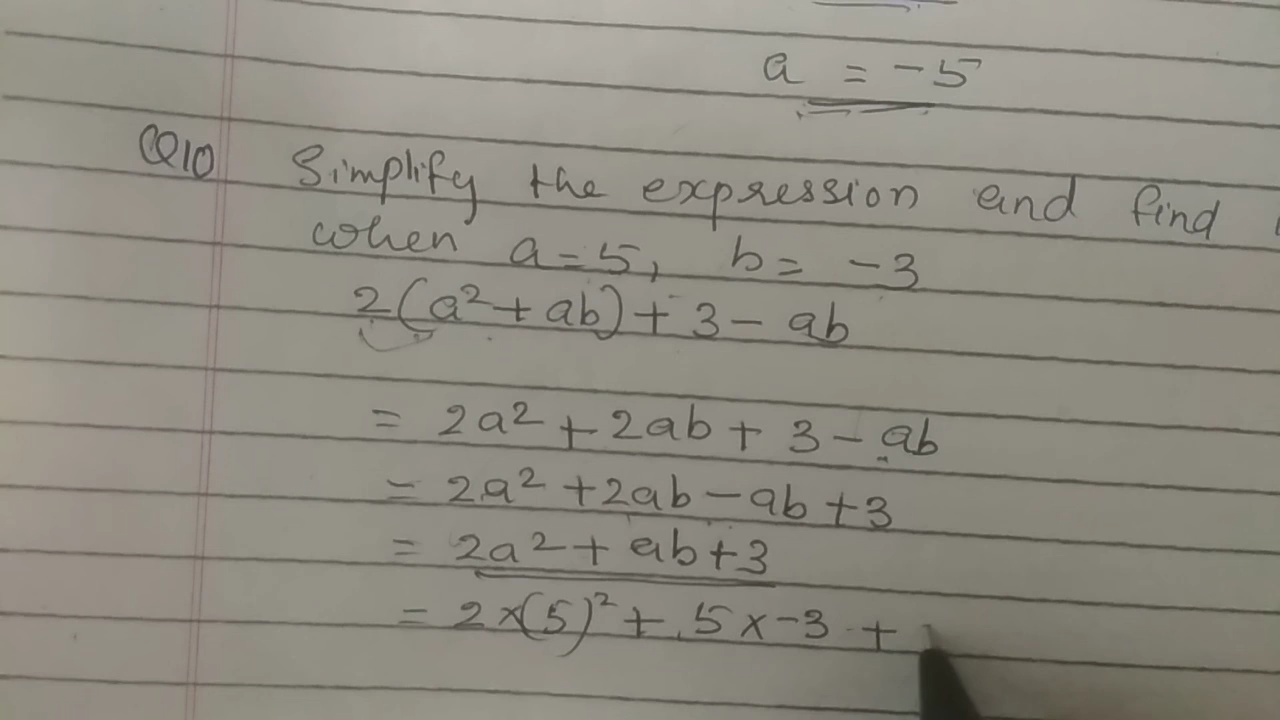 a = -5
Q10 Simplify the expression and find
when a=5, b= -3
2(a²+ab)+3-ab
= 2a²+2ab+3-ab
= 2a²+2ab-ab+3
= 2a²+ab+3
= 2×(5)²+5×-3+